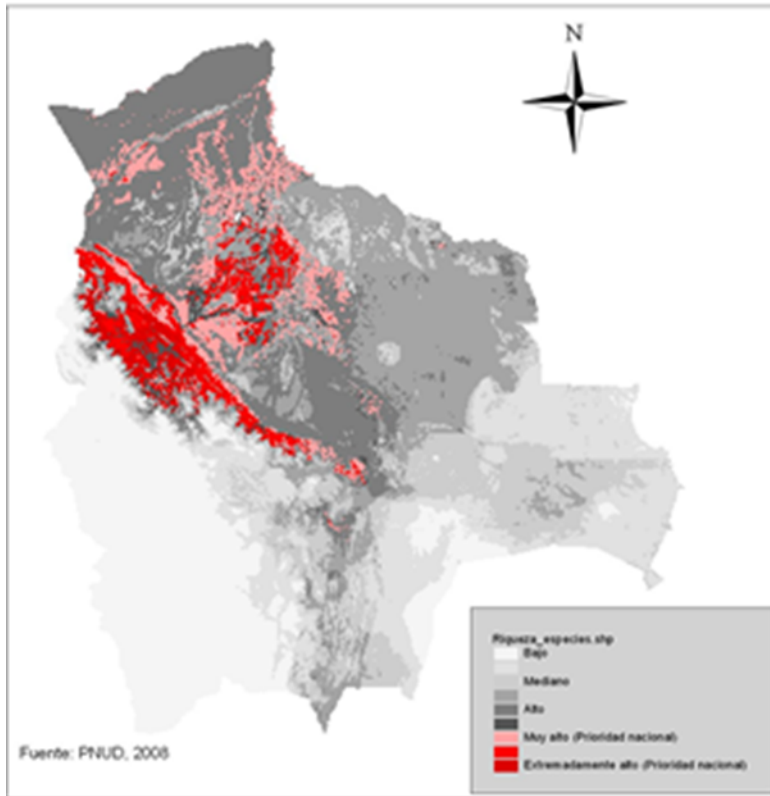 N
Riqueza_especies.shp
Bajo
Mediano
Alto
Muy alto (Prioridad nacional)
Extremadamente alto (Prioridad nacional)
Fuente: PNUD, 2008